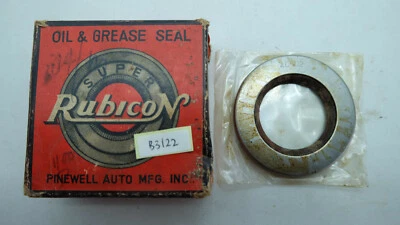 OIL & GREASE SEAL
SUPER
RUBICON
B3122
PINEWELL AUTO MFG. INC.